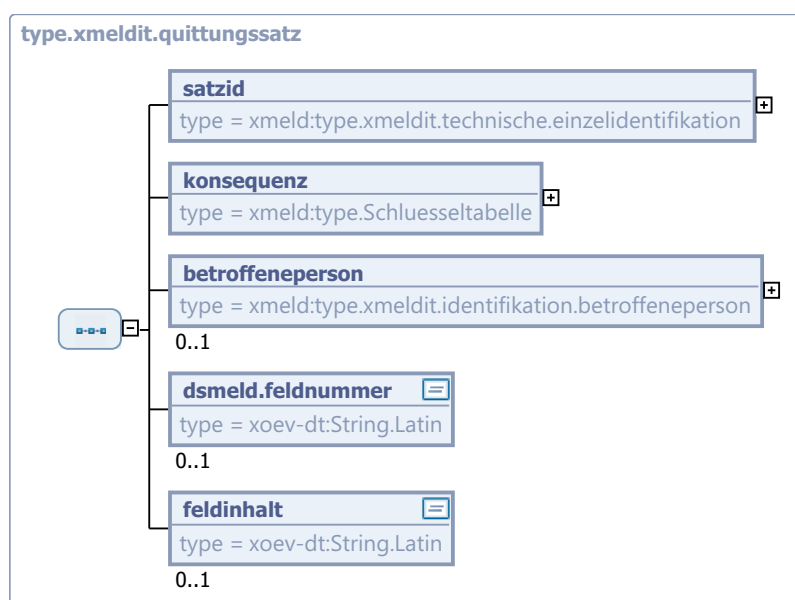 type.xmeldit.quittungssatz
satzid
type = xmeld:type.xmeldit.technische.einzelidentifikation
konsequenz
type = xmeld:type.Schluesseltabelle
betroffeneperson
type = xmeld:type.xmeldit.identifikation.betroffeneperson
0..1
dsmeld.feldnummer
type = xoev-dt:String.Latin
0..1
feldinhalt
type = xoev-dt:String.Latin
0..1